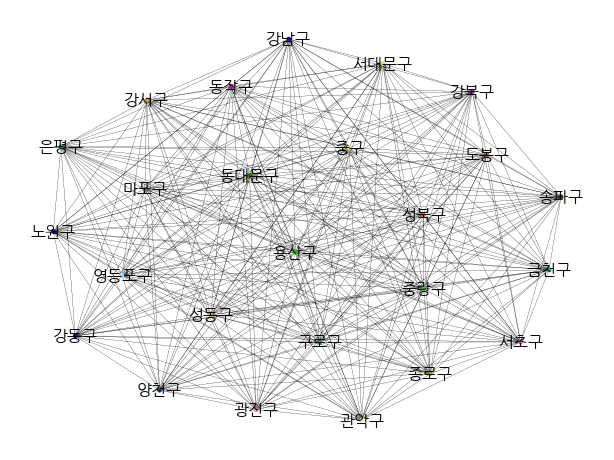 강남구
서대문구
동작구
강북구
강서구
은평구
중구
도봉구
동대문구
마포구
송파구
성북구
노원구
용산구
금천구
영등포구
중랑구
성동구
강동구
구로구
서초구
종로구
양천구
광진구
관악구